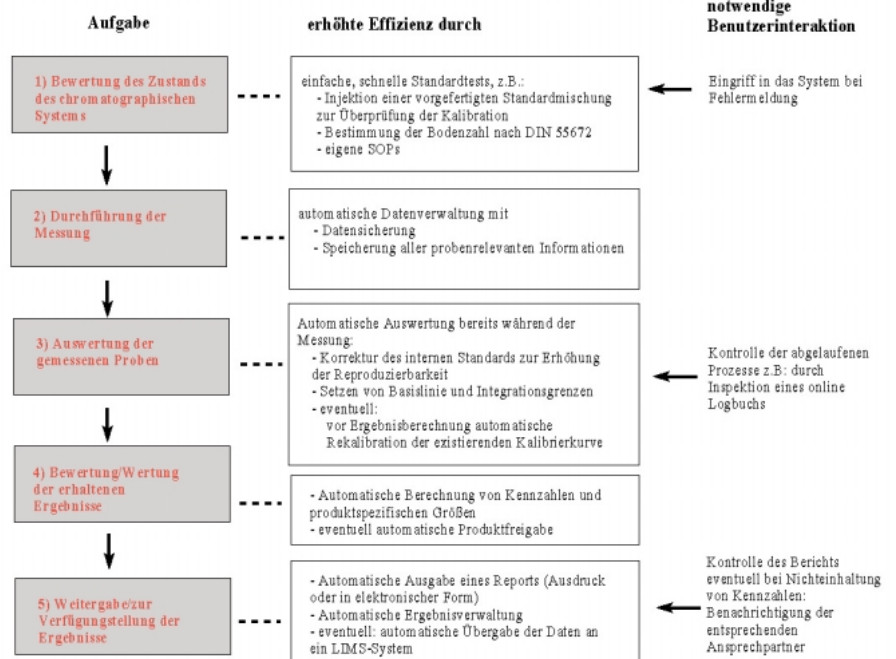 Aufgabe
erhöhte Effizienz durch
notwendige
Benutzerinteraktion
1) Bewertung des Zustands
des chromatographischen
Systems
einfache, schnelle Standardtests, z.B.:
- Injektion einer vorgefertigten Standardmischung
zur Überprüfung der Kalibration
- Bestimmung der Bodenzahl nach DIN 55672
- eigene SOPs
Eingriff in das System bei
Fehlermeldung
2) Durchführung der
Messung
automatische Datenverwaltung mit
- Datensicherung
- Speicherung aller probenrelevanten Informationen
3) Auswertung der
gemessenen Proben
Automatische Auswertung bereits während der
Messung:
- Korrektur des internen Standards zur Erhöhung
der Reproduzierbarkeit
- Setzen von Basislinie und Integrationsgrenzen
- eventuell:
vor Ergebnisberechnung automatische
Rekalibration der existierenden Kalibrierkurve
Kontrolle der abgelaufenen
Prozesse z.B: durch
Inspektion eines online
Logbuchs
4) Bewertung/Wertung
der erhaltenen
Ergebnisse
- Automatische Berechnung von Kennzahlen und
produktspezifischen Größen
- eventuell automatische Produktfreigabe
5) Weitergabe/zur
Verfügungstellung der
Ergebnisse
- Automatische Ausgabe eines Reports (Ausdruck
oder in elektronischer Form)
- Automatische Ergebnisverwaltung
- eventuell: automatische Übergabe der Daten an
ein LIMS-System
Kontrolle des Berichts
eventuell bei Nichteinhaltung
von Kennzahlen:
Benachrichtigung der
entsprechenden
Ansprechpartner